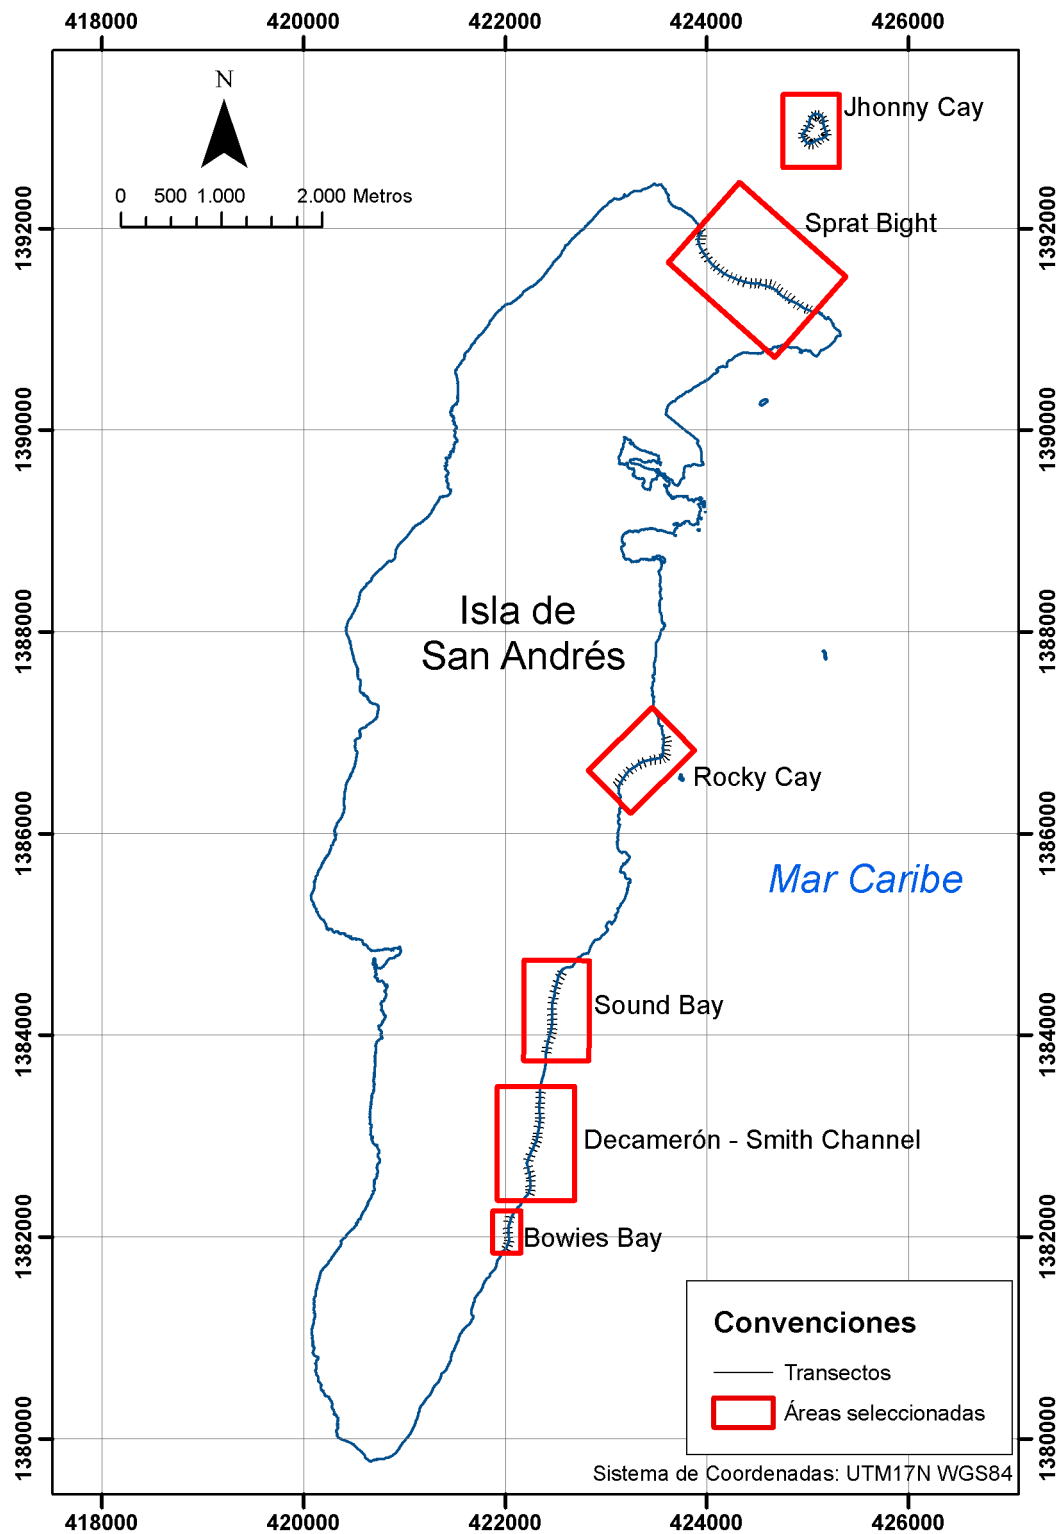 418000
420000
422000
424000
426000
N
0
500
1.000
2.000 Metros
Jhonny Cay
Sprat Bight
1392000
1392000
1390000
1390000
Isla de
San Andrés
1388000
1388000
Rocky Cay
1386000
1386000
Mar Caribe
Sound Bay
1384000
1384000
Decamerón - Smith Channel
Bowies Bay
1382000
1382000
Convenciones
Transectos
Áreas seleccionadas
1380000
1380000
Sistema de Coordenadas: UTM17N WGS84
418000
420000
422000
424000
426000